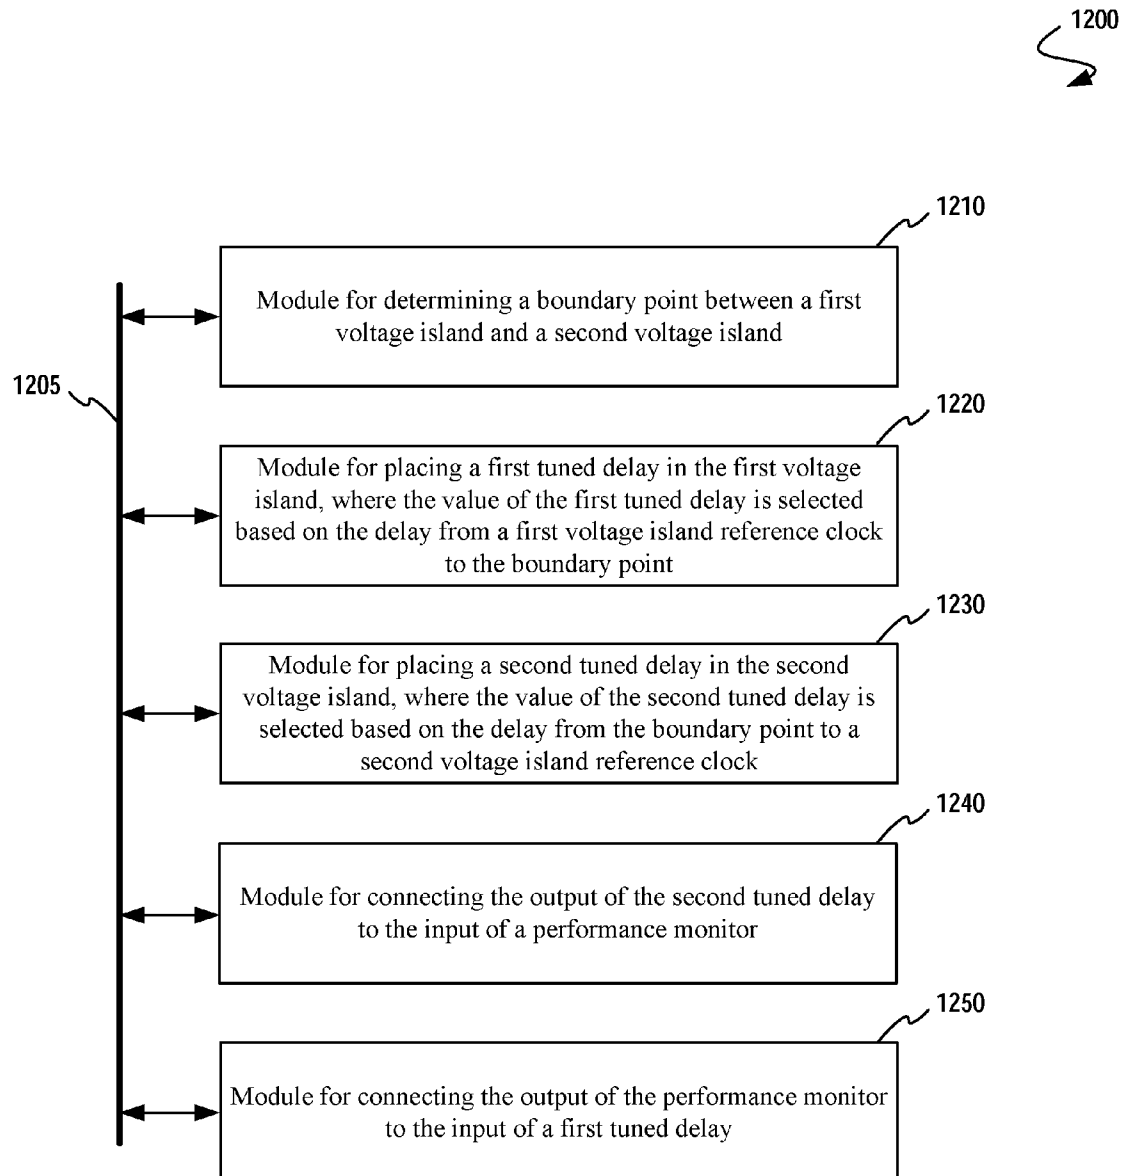 1200
1210
Module for determining a boundary point between a first
voltage island and a second voltage island
1205
1220
Module for placing a first tuned delay in the first voltage
island, where the value of the first tuned delay is selected
based on the delay from a first voltage island reference clock
to the boundary point
1230
Module for placing a second tuned delay in the second
voltage island, where the value of the second tuned delay is
selected based on the delay from the boundary point to a
second voltage island reference clock
1240
Module for connecting the output of the second tuned delay
to the input of a performance monitor
1250
Module for connecting the output of the performance monitor
to the input of a first tuned delay